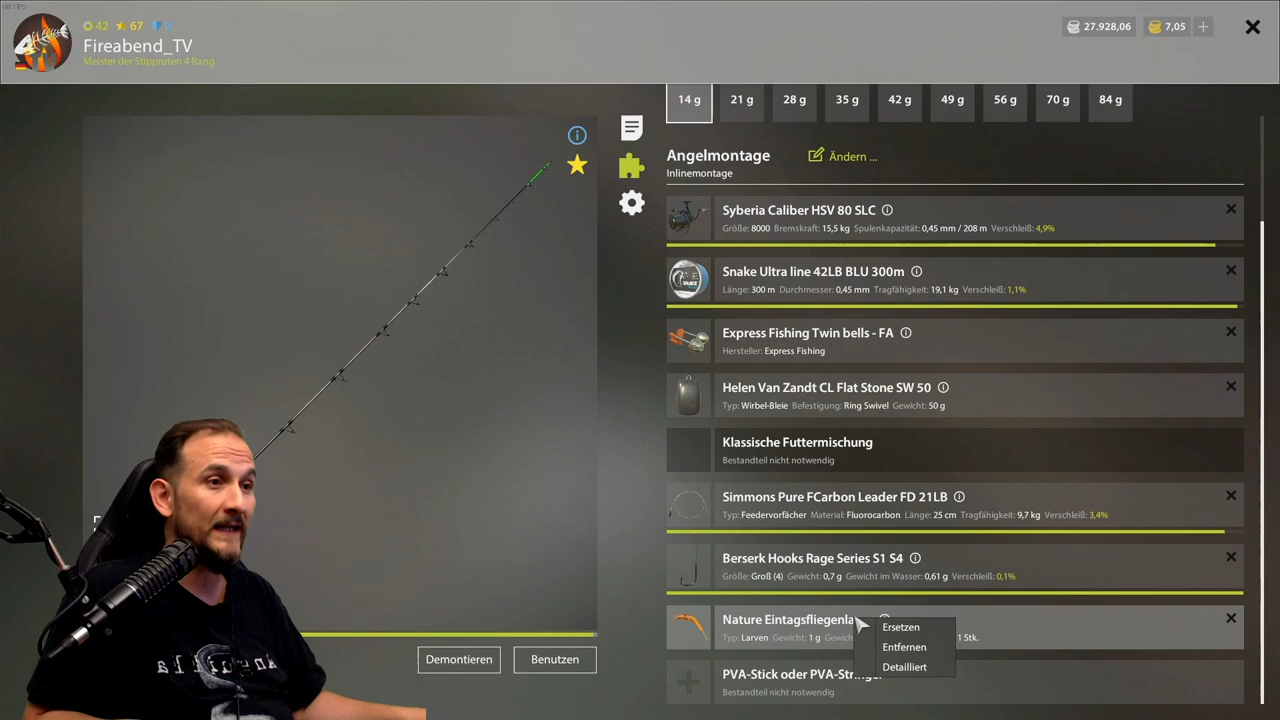 42 67 0
Fireabend_TV
Meister der Stippruten 4 Rang
27.928,06
7,05
14 g 21 g 28 g 35 g 42 g 49 g 56 g 70 g 84 g
Angelmontage
Ändern ...
Inlinemontage
Syberia Caliber HSV 80 SLC
Größe: 8000 Bremskraft: 15,5 kg Spulenkapazität: 0,45 mm / 208 m Verschleiß: 4,9%
Snake Ultra line 42LB BLU 300m
Länge: 300 m Durchmesser: 0,45 mm Tragfähigkeit: 19,1 kg Verschleiß: 1,1%
Express Fishing Twin bells - FA
Hersteller: Express Fishing
Helen Van Zandt CL Flat Stone SW 50
Typ: Wirbel-Bleie Befestigung: Ring Swivel Gewicht: 50 g
Klassische Futtermischung
Bestandteil nicht notwendig
Simmons Pure FCarbon Leader FD 21LB
Typ: Feedervorfächer Material: Fluorocarbon Länge: 25 cm Tragfähigkeit: 9,7 kg Verschleiß: 3,4%
Berserk Hooks Rage Series S1 S4
Größe: Groß (4) Gewicht: 0,7 g Gewicht im Wasser: 0,61 g Verschleiß: 0,1%
Nature Eintagsfliegenla
Typ: Larven Gewicht: 1 g 1 Stk.
Ersetzen
Entfernen
Detailliert
PVA-Stick oder PVA-Stringer
Bestandteil nicht notwendig
Demontieren
Benutzen